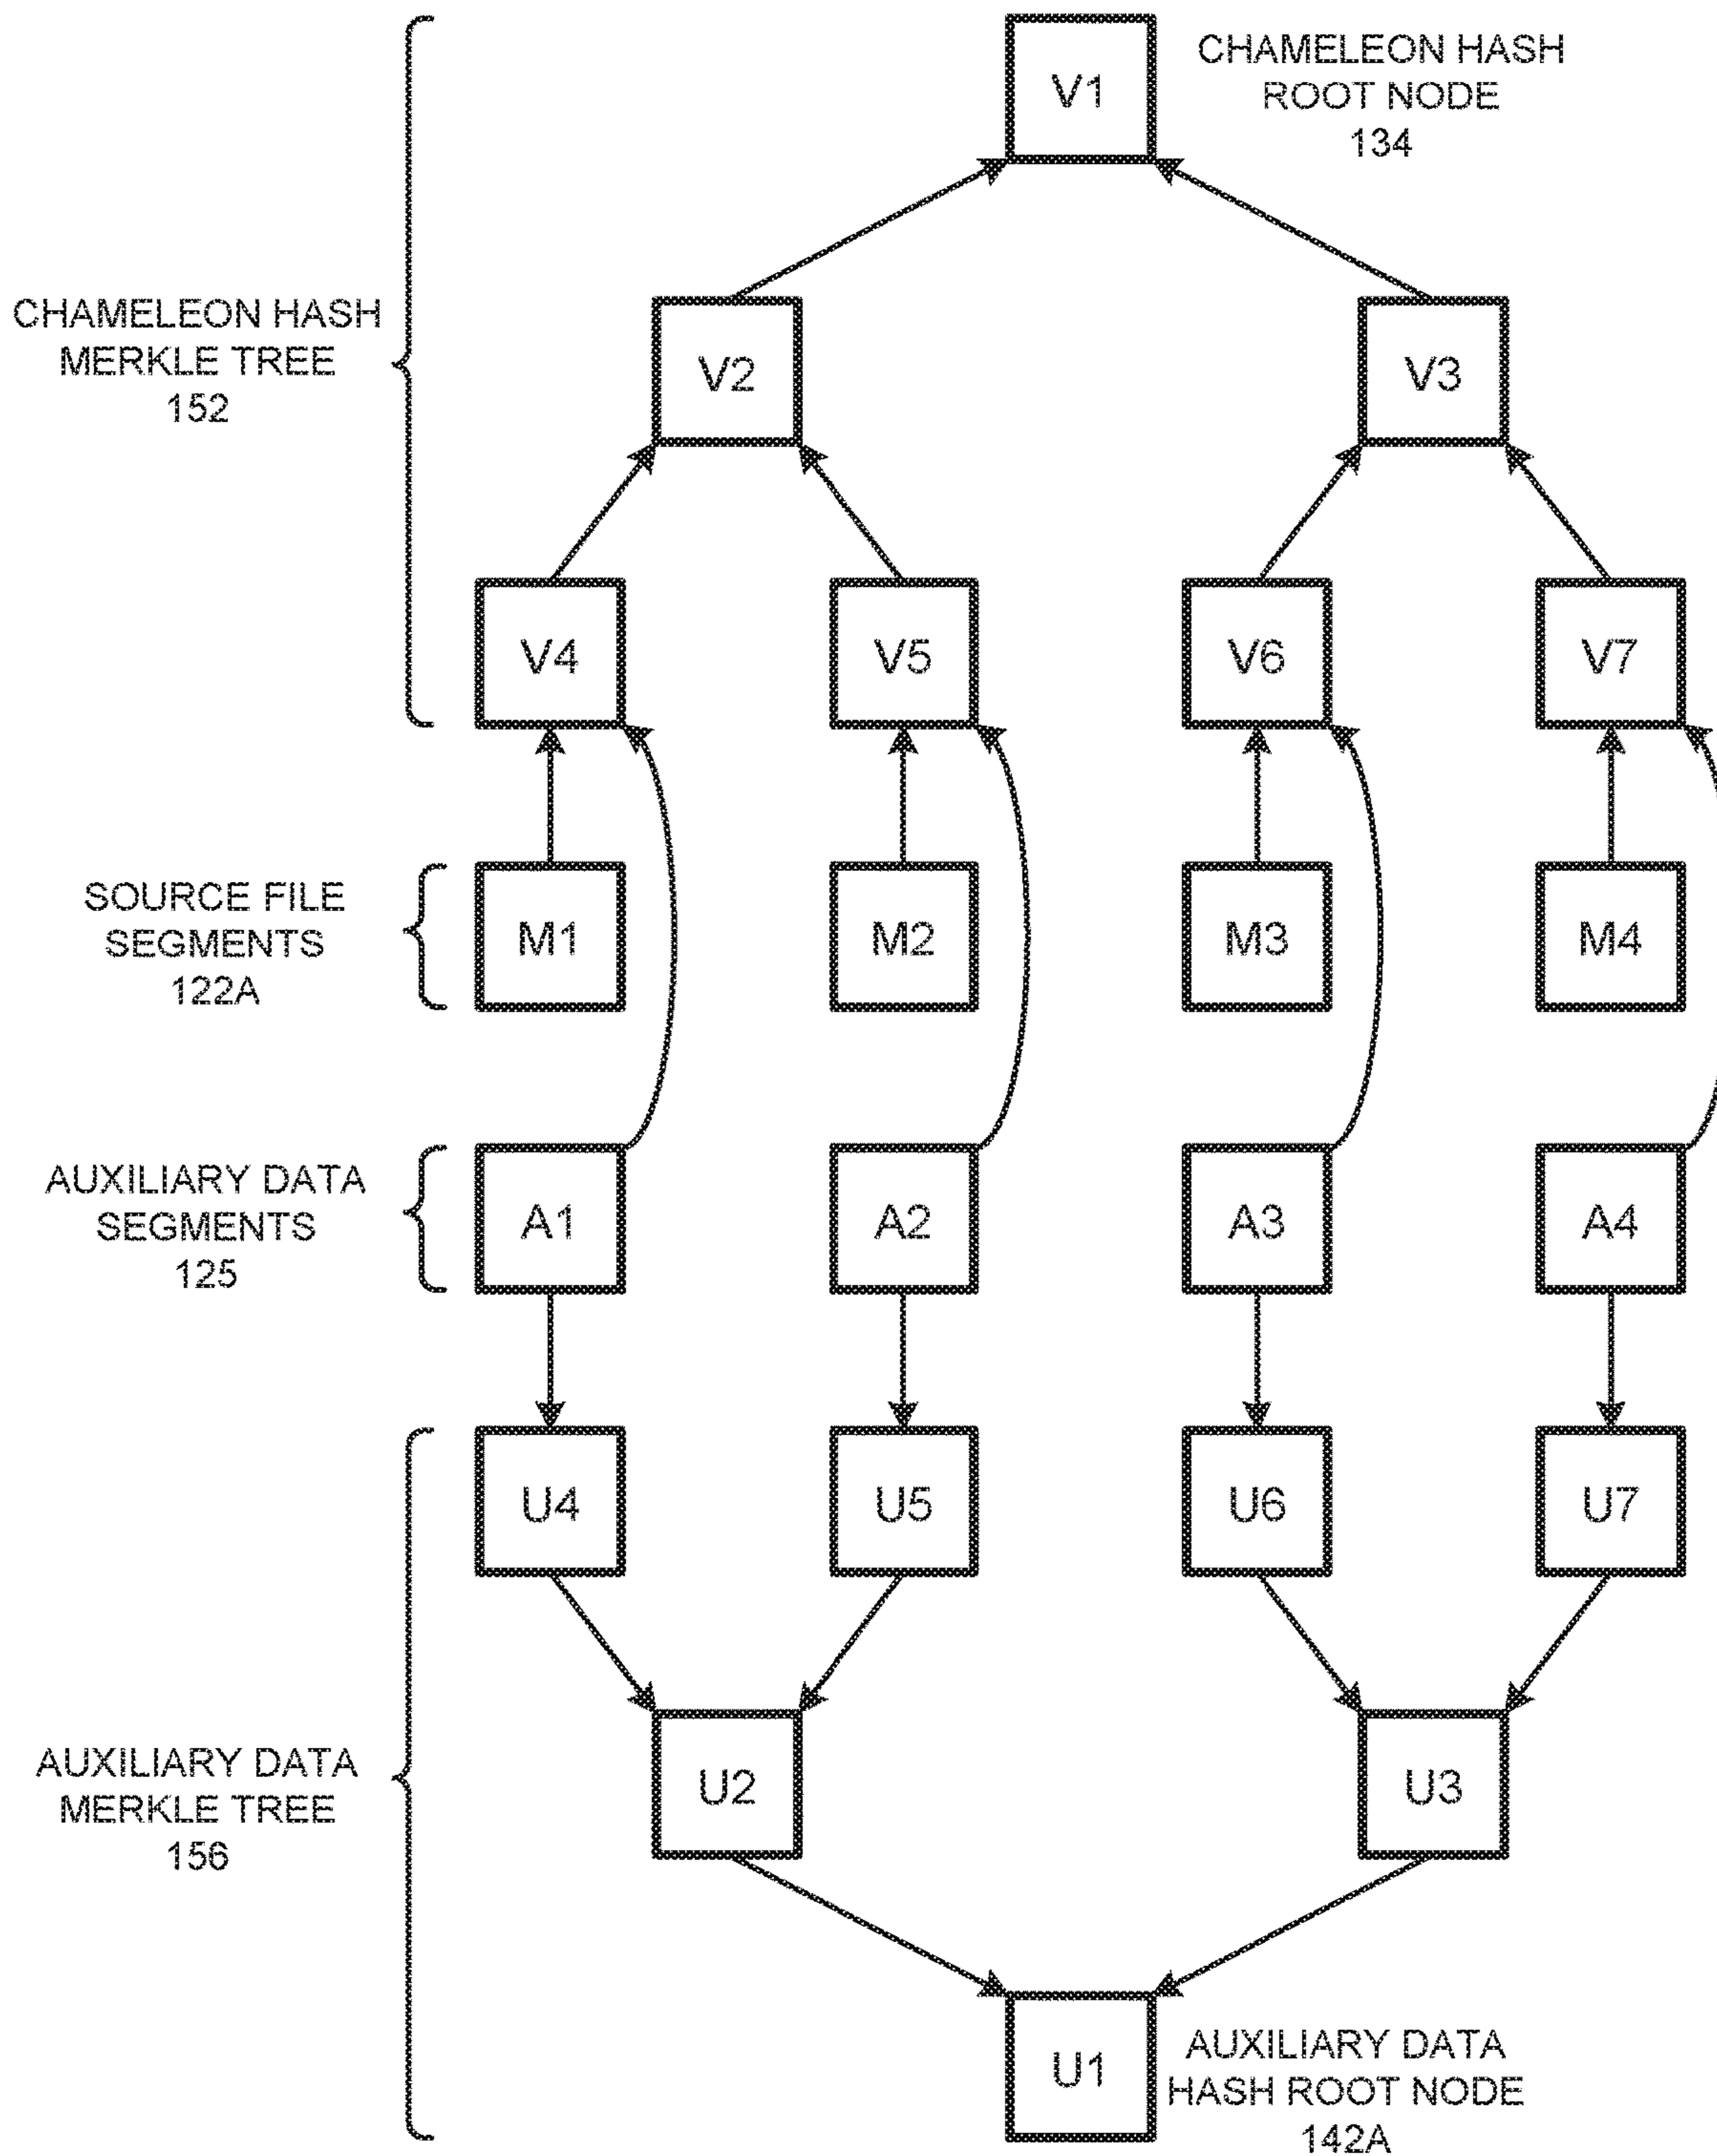 V1
CHAMELEON HASH
ROOT NODE
134
CHAMELEON HASH
MERKLE TREE
152
V2
V3
V4
V5
V6
V7
SOURCE FILE
SEGMENTS
122A
M1
M2
M3
M4
AUXILIARY DATA
SEGMENTS
125
A1
A2
A3
A4
U4
U5
U6
U7
AUXILIARY DATA
MERKLE TREE
156
U2
U3
U1
AUXILIARY DATA
HASH ROOT NODE
142A